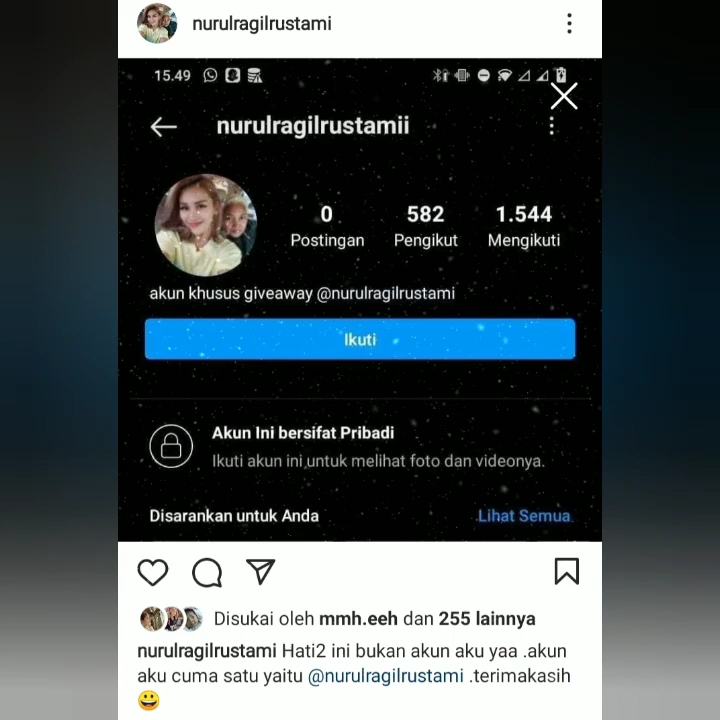 nurulragilrustami
15.49
nurulragilrustamii
0 582 1.544
Postingan Pengikut Mengikuti
akun khusus giveaway @nurulragilrustami
Ikuti
Akun Ini bersifat Pribadi
Ikuti akun ini untuk melihat foto dan videonya.
Disarankan untuk Anda Lihat Semua
Disukai oleh mmh.eeh dan 255 lainnya
nurulragilrustami Hati2 ini bukan akun aku yaa .akun
aku cuma satu yaitu @nurulragilrustami .terimakasih
😀